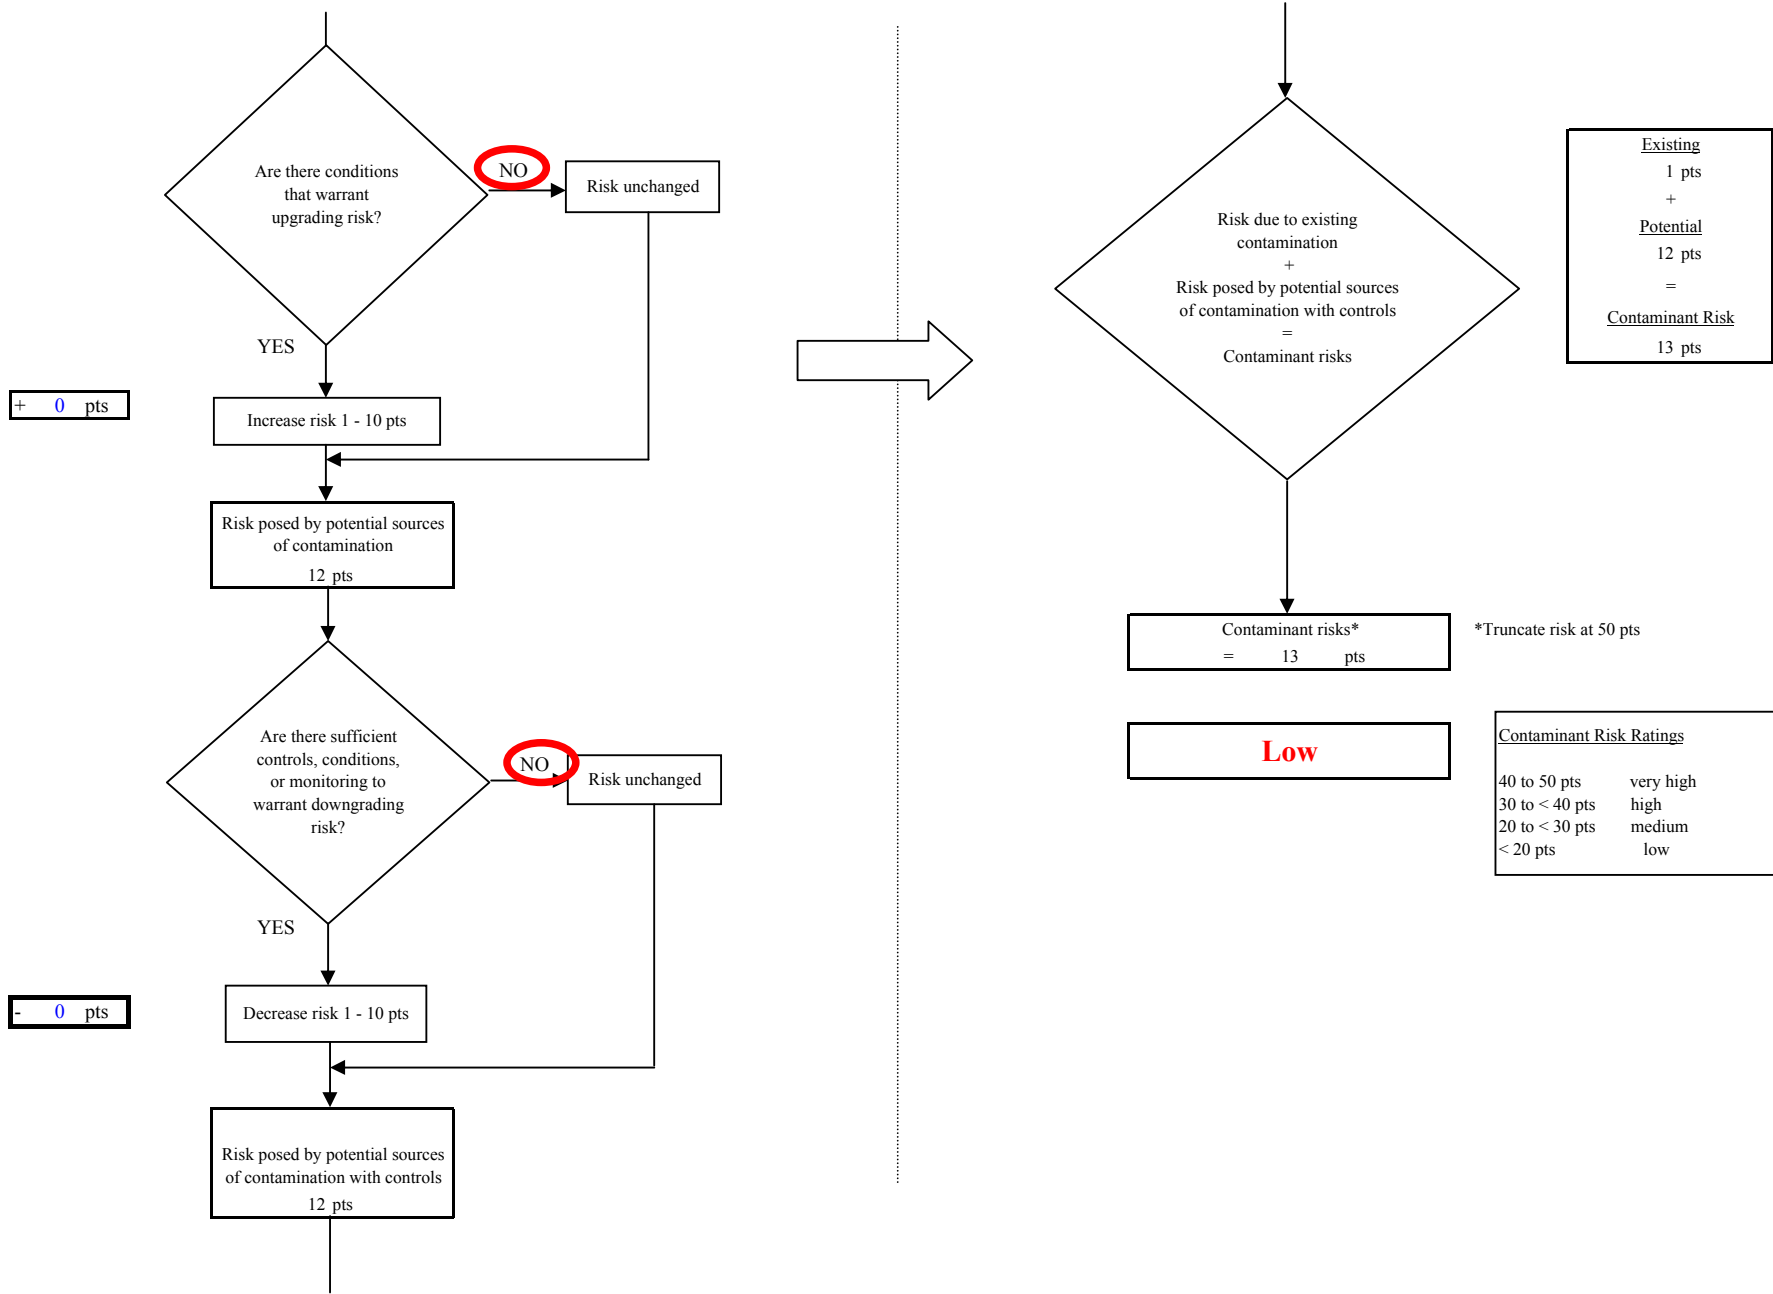 Are there conditions
that warrant
upgrading risk?
NO
Risk unchanged
YES
+ 0 pts
Increase risk 1 - 10 pts
Risk posed by potential sources
of contamination
12 pts
Are there sufficient
controls, conditions,
or monitoring to
warrant downgrading
risk?
NO
Risk unchanged
YES
- 0 pts
Decrease risk 1 - 10 pts
Risk posed by potential sources
of contamination with controls
12 pts
Risk due to existing
contamination
+
Risk posed by potential sources
of contamination with controls
=
Contaminant risks
Existing
1 pts
+
Potential
12 pts
=
Contaminant Risk
13 pts
Contaminant risks*
= 13 pts
*Truncate risk at 50 pts
Low
Contaminant Risk Ratings
40 to 50 pts very high
30 to < 40 pts high
20 to < 30 pts medium
< 20 pts low